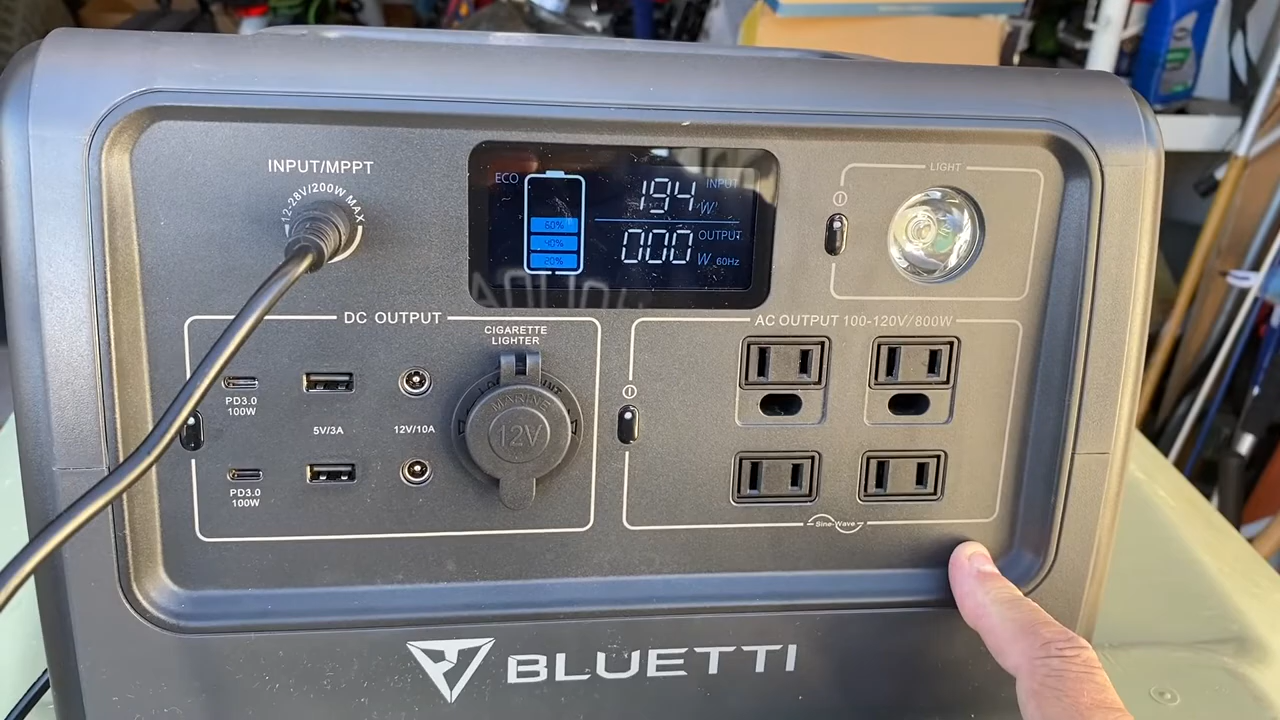 INPUT/MPPT
12-28V/200W MAX
ECO
60%
40%
20%
194 W INPUT
000 W OUTPUT
60Hz
LIGHT
DC OUTPUT
CIGARETTE
LIGHTER
PD3.0
100W
5V/3A
12V/10A
MARINE
12V
PD3.0
100W
AC OUTPUT 100-120V/800W
Sine-Wave
BLUETTI